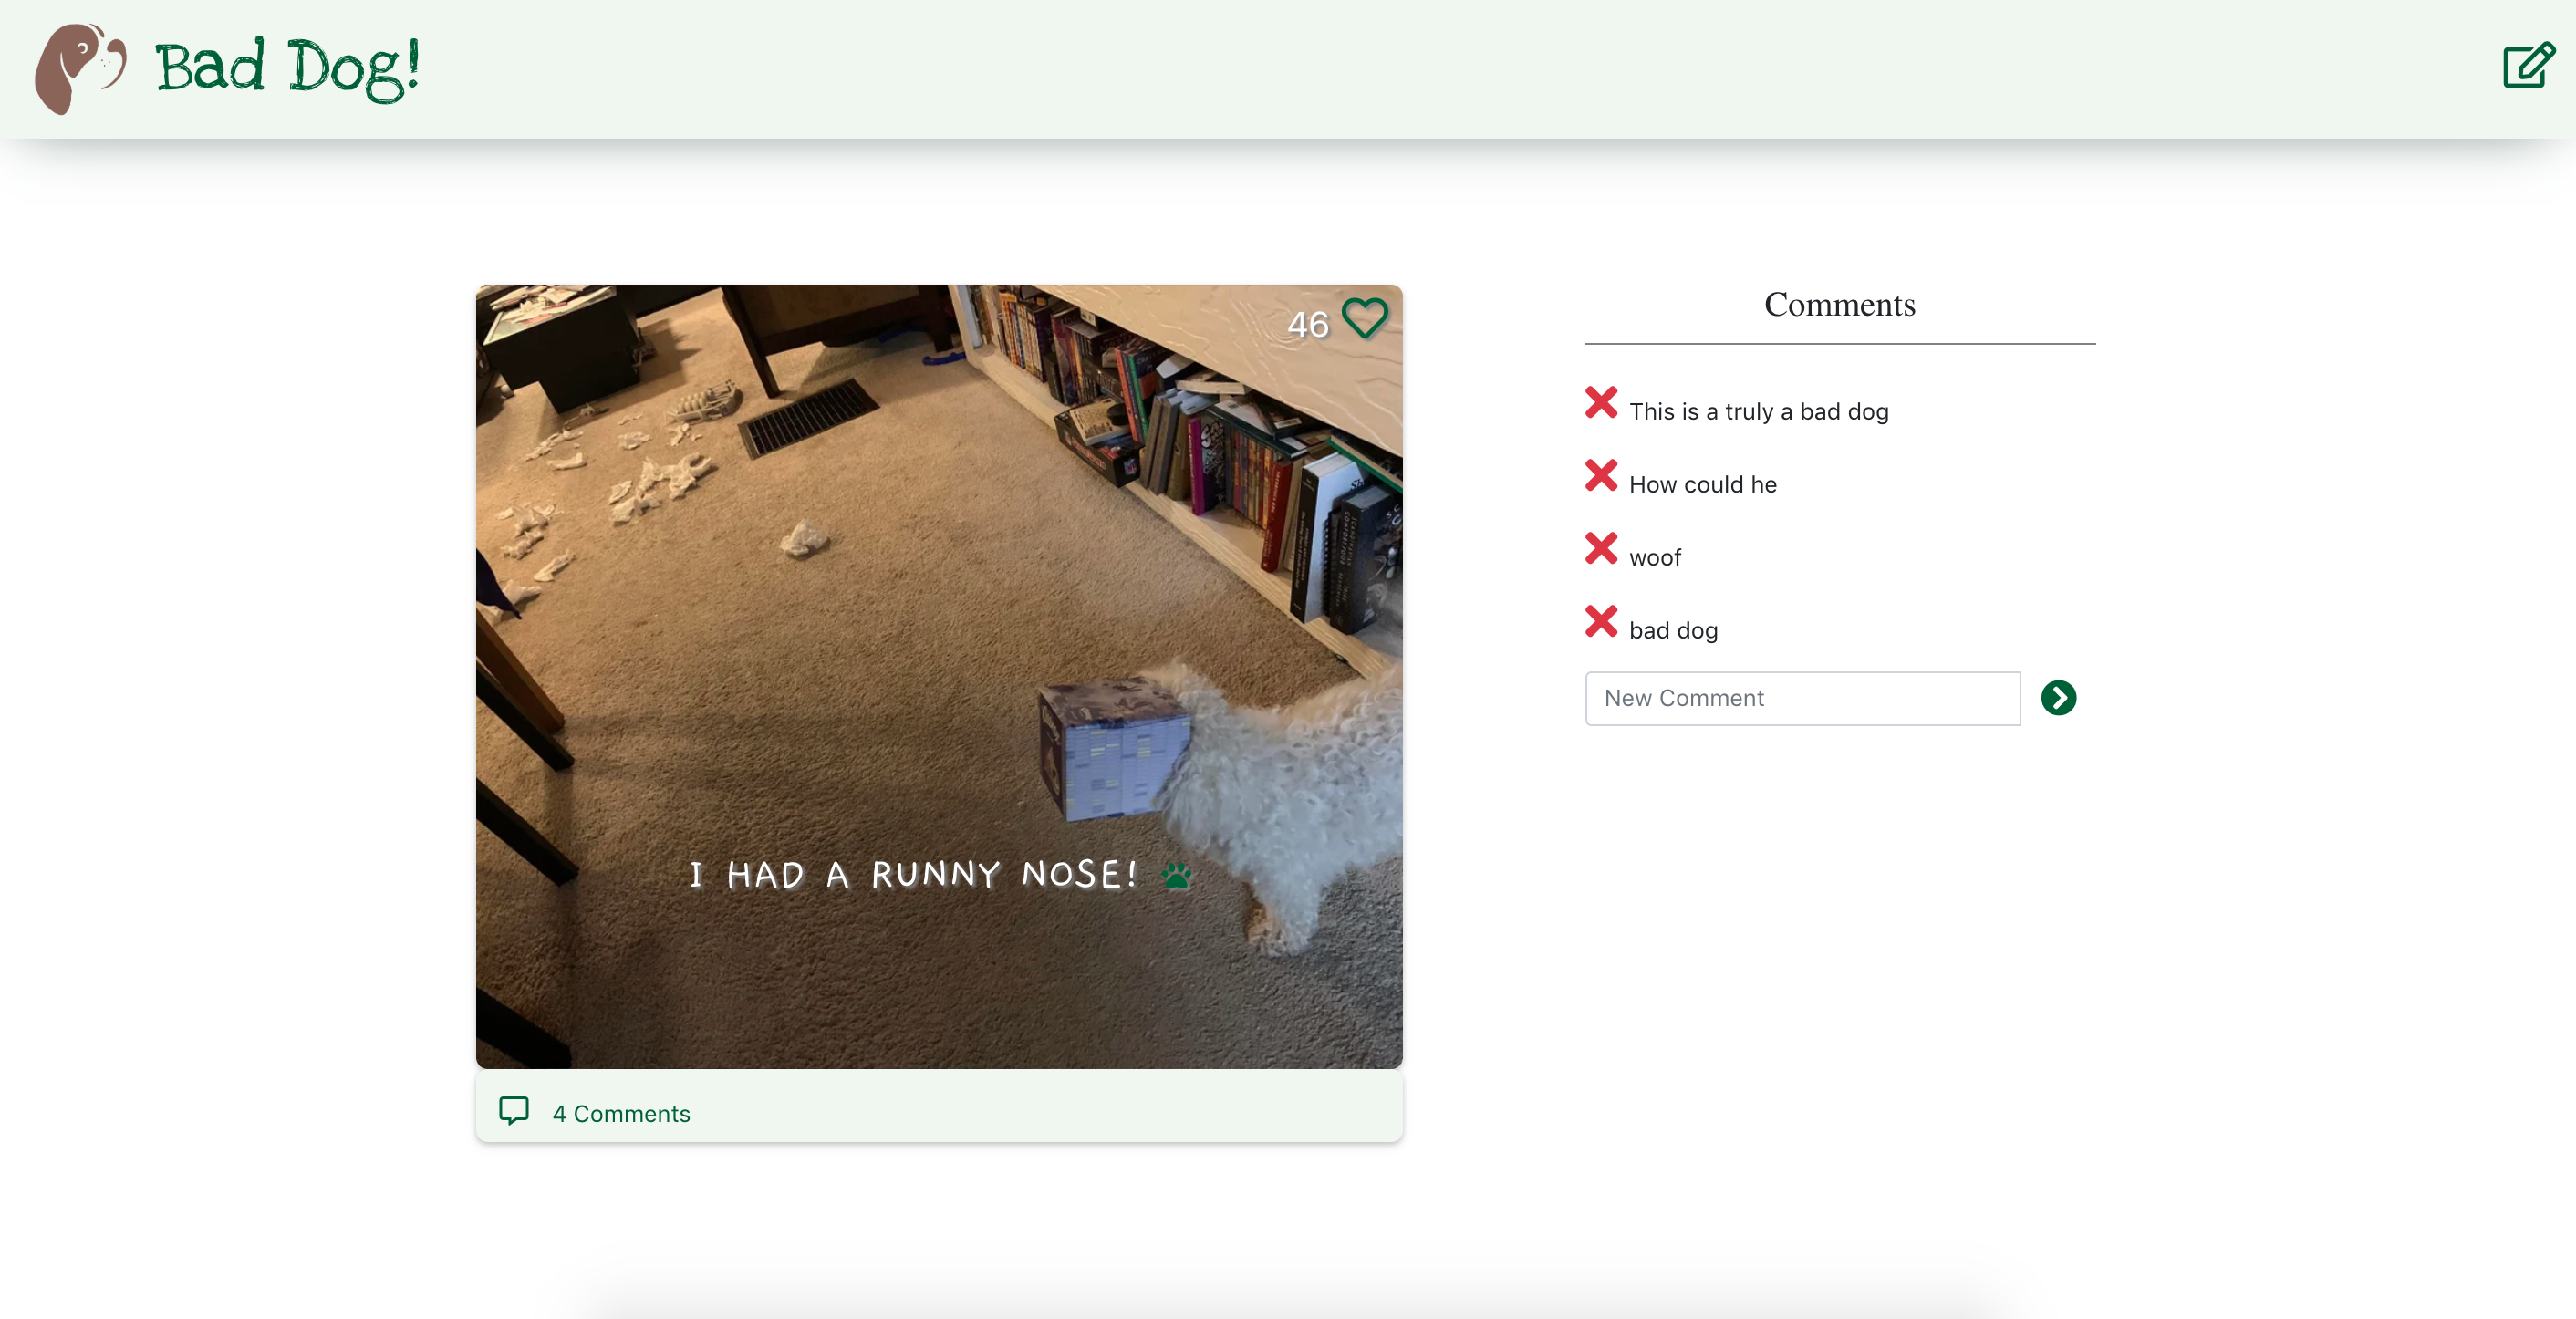 Bad Dog!
46
I HAD A RUNNY NOSE!
4 Comments
Comments
This is a truly a bad dog
How could he
woof
bad dog
New Comment